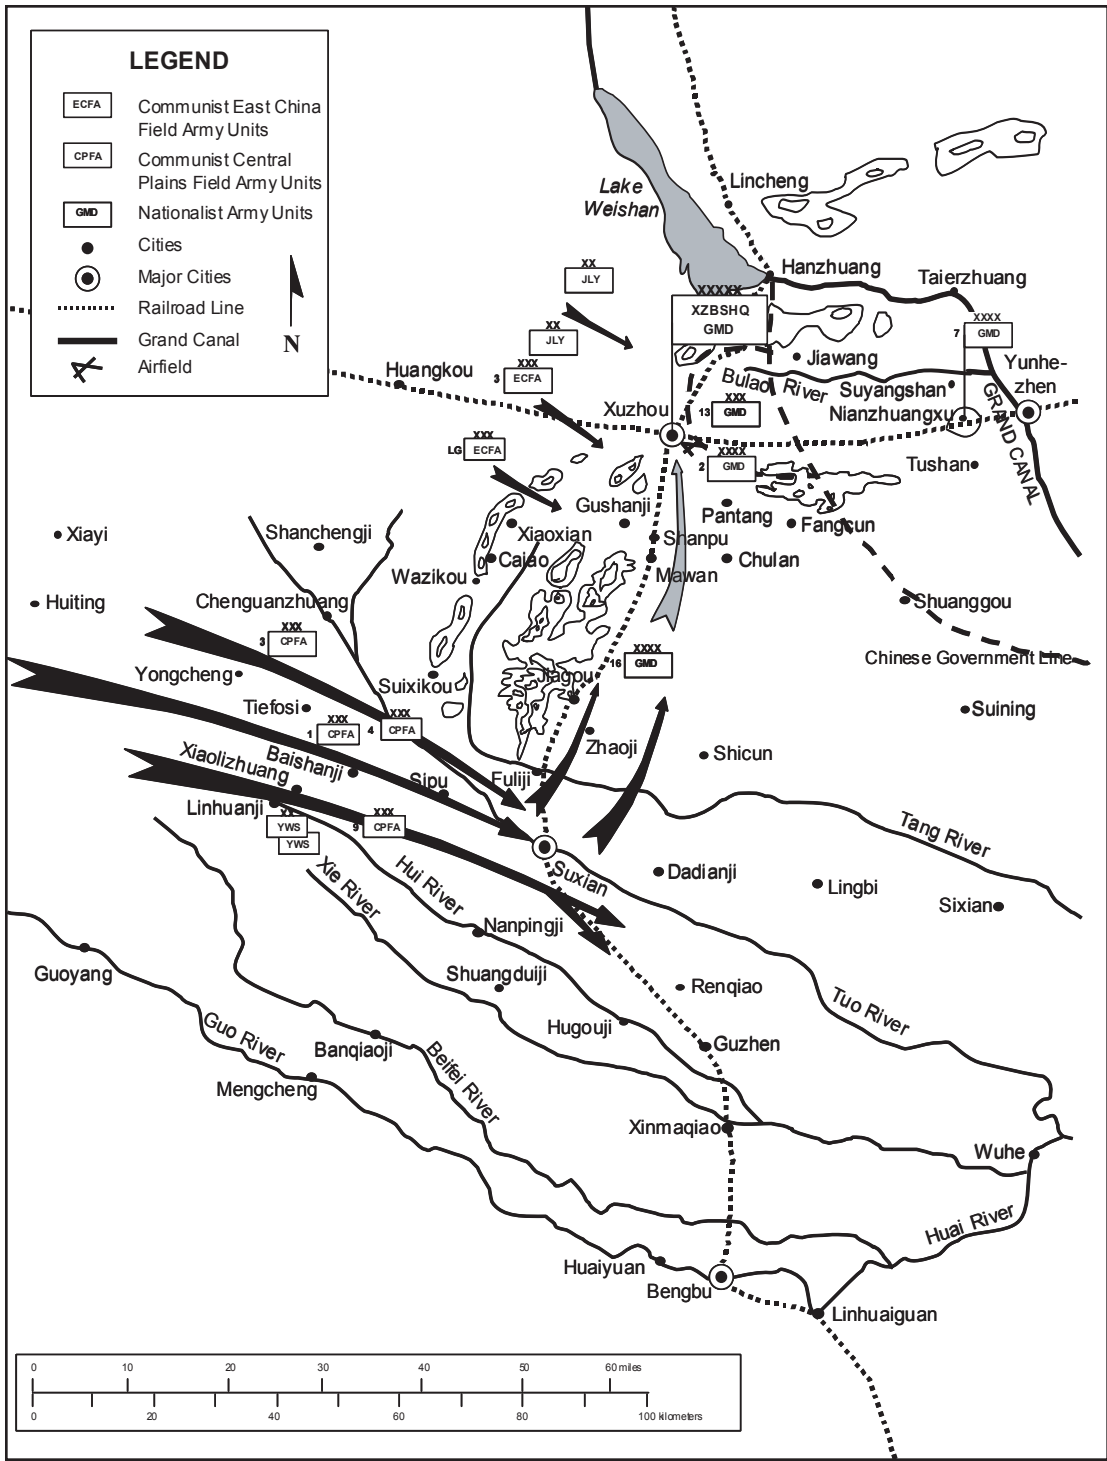 LEGEND
ECFA
Communist East China
Field Army Units
CPFA
Communist Central
Plains Field Army Units
GMD
Nationalist Army Units
Cities
Major Cities
Railroad Line
Grand Canal
Airfield
N
Lake
Weishan
Lincheng
Hanzhuang
Taierzhuang
XX
JLY
XX
JLY
XXX
3
ECFA
XXX
LG
ECFA
XXXXX
XZBSHQ
GMD
XXXX
7
GMD
Jiawang
Yunhe-
zhen
Huangkou
Bulao River
Suyangshan
Nianzhuangxu
GRAND CANAL
Xuzhou
XXX
13
GMD
XXXX
2
GMD
Tushan
Gushanji
Pantang
Fangcun
Xiayi
Shanchengji
Xiaoxian
Shanpu
Caiao
Chulan
Wazikou
Mawan
Huiting
Chenguanzhuang
Shuanggou
XXX
3
CPFA
XXXX
16
GMD
Chinese Government Line
Yongcheng
Suixikou
Jiagou
Tiefosi
Suining
XXX
1
CPFA
XXX
4
CPFA
Zhaoji
Shicun
Xiaolizhuang
Baishanji
Sipu
Fuliji
Linhuanji
XX
YWS
YWS
XXX
9
CPFA
Tang River
Xie River
Hui River
Suxian
Dadianji
Lingbi
Sixian
Nanpingji
Guoyang
Shuangduiji
Renqiao
Tuo River
Guo River
Hugouji
Banqiaoji
Beifei River
Guzhen
Mengcheng
Xinmaqiao
Wuhe
Huai River
Huaiyuan
Bengbu
Linhuaiguan
0 10 20 30 40 50 60 miles
0 20 40 60 80 100 kilometers